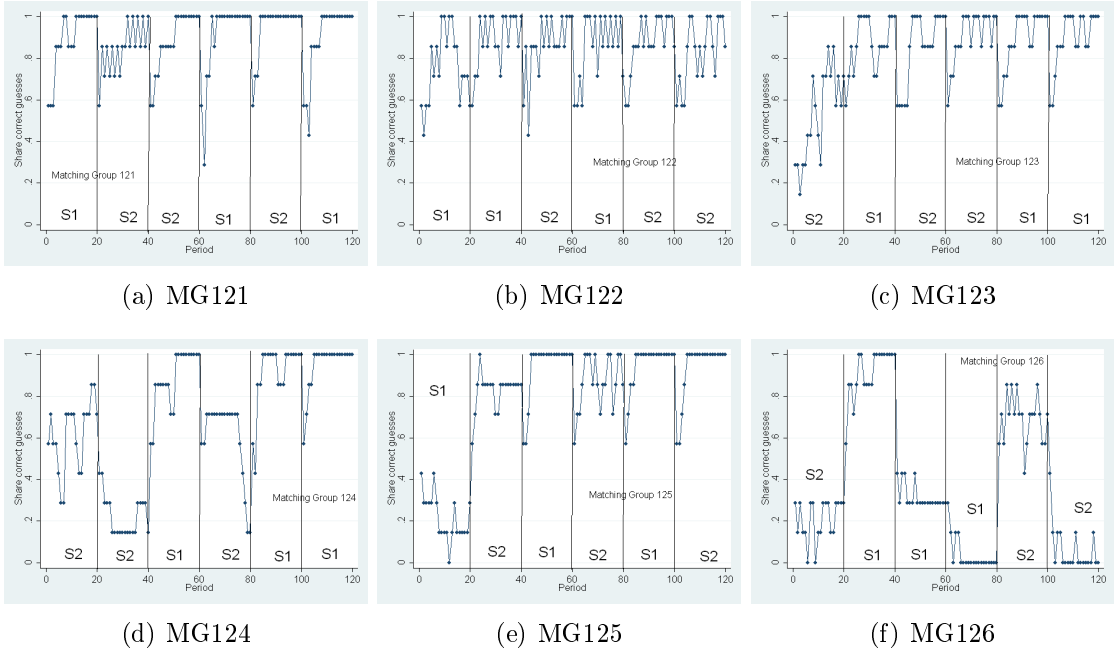 Share correct guesses
1
.8
.6
.4
.2
0
Matching Group 121
S1 S2 S2 S1 S2 S1
0 20 40 60 80 100 120
Period
(a) MG121
Share correct guesses
1
.8
.6
.4
.2
0
Matching Group 122
S1 S1 S2 S1 S2 S2
0 20 40 60 80 100 120
Period
(b) MG122
Share correct guesses
1
.8
.6
.4
.2
0
Matching Group 123
S2 S1 S2 S2 S1 S1
0 20 40 60 80 100 120
Period
(c) MG123
Share correct guesses
1
.8
.6
.4
.2
0
Matching Group 124
S2 S2 S1 S2 S1 S1
0 20 40 60 80 100 120
Period
(d) MG124
Share correct guesses
1
.8
.6
.4
.2
0
S1
Matching Group 125
S2 S1 S2 S1 S2
0 20 40 60 80 100 120
Period
(e) MG125
Share correct guesses
1
.8
.6
.4
.2
0
Matching Group 126
S2
S1
S2
S1 S1 S2
0 20 40 60 80 100 120
Period
(f) MG126